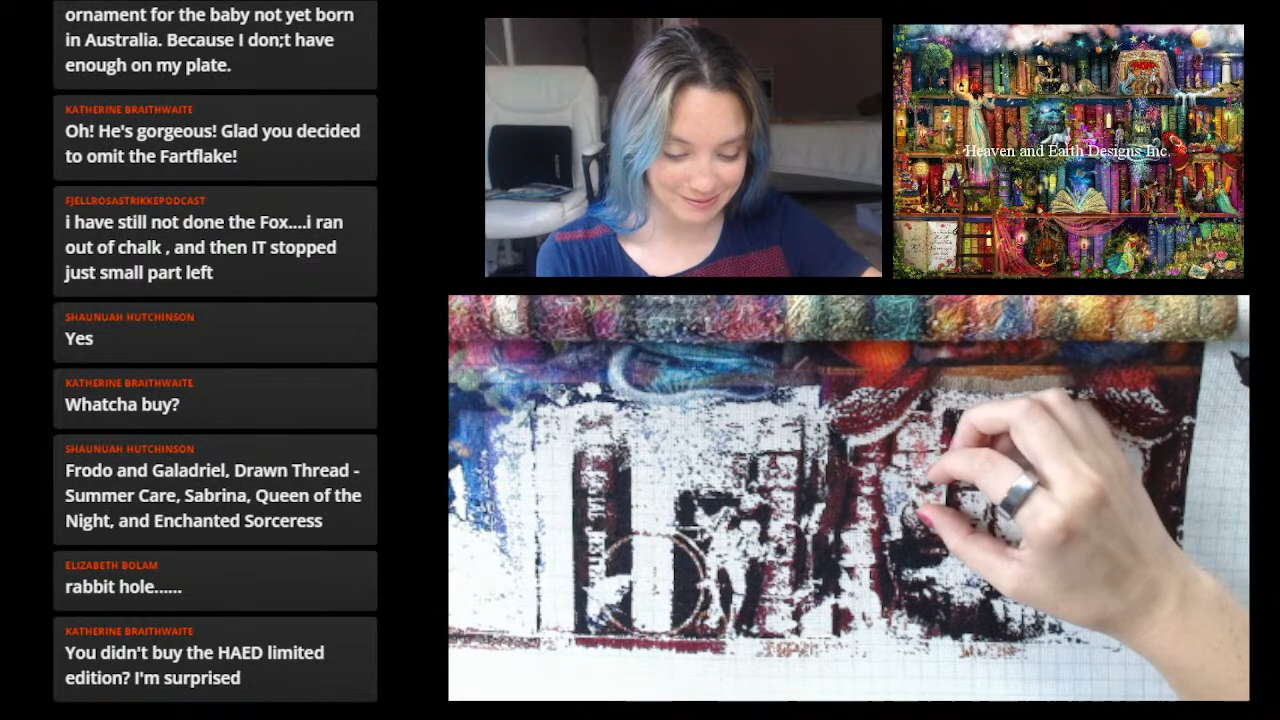 ornament for the baby not yet born
in Australia. Because I don;t have
enough on my plate.
KATHERINE BRAITHWAITE
Oh! He's gorgeous! Glad you decided
to omit the Fartflake!
FJELLROSASTRIKKEPODCAST
i have still not done the Fox....i ran
out of chalk , and then IT stopped
just small part left
SHAUNUAH HUTCHINSON
Yes
KATHERINE BRAITHWAITE
Whatcha buy?
SHAUNUAH HUTCHINSON
Frodo and Galadriel, Drawn Thread -
Summer Care, Sabrina, Queen of the
Night, and Enchanted Sorceress
ELIZABETH BOLAM
rabbit hole......
KATHERINE BRAITHWAITE
You didn't buy the HAED limited
edition? I'm surprised
Heaven and Earth Designs Inc